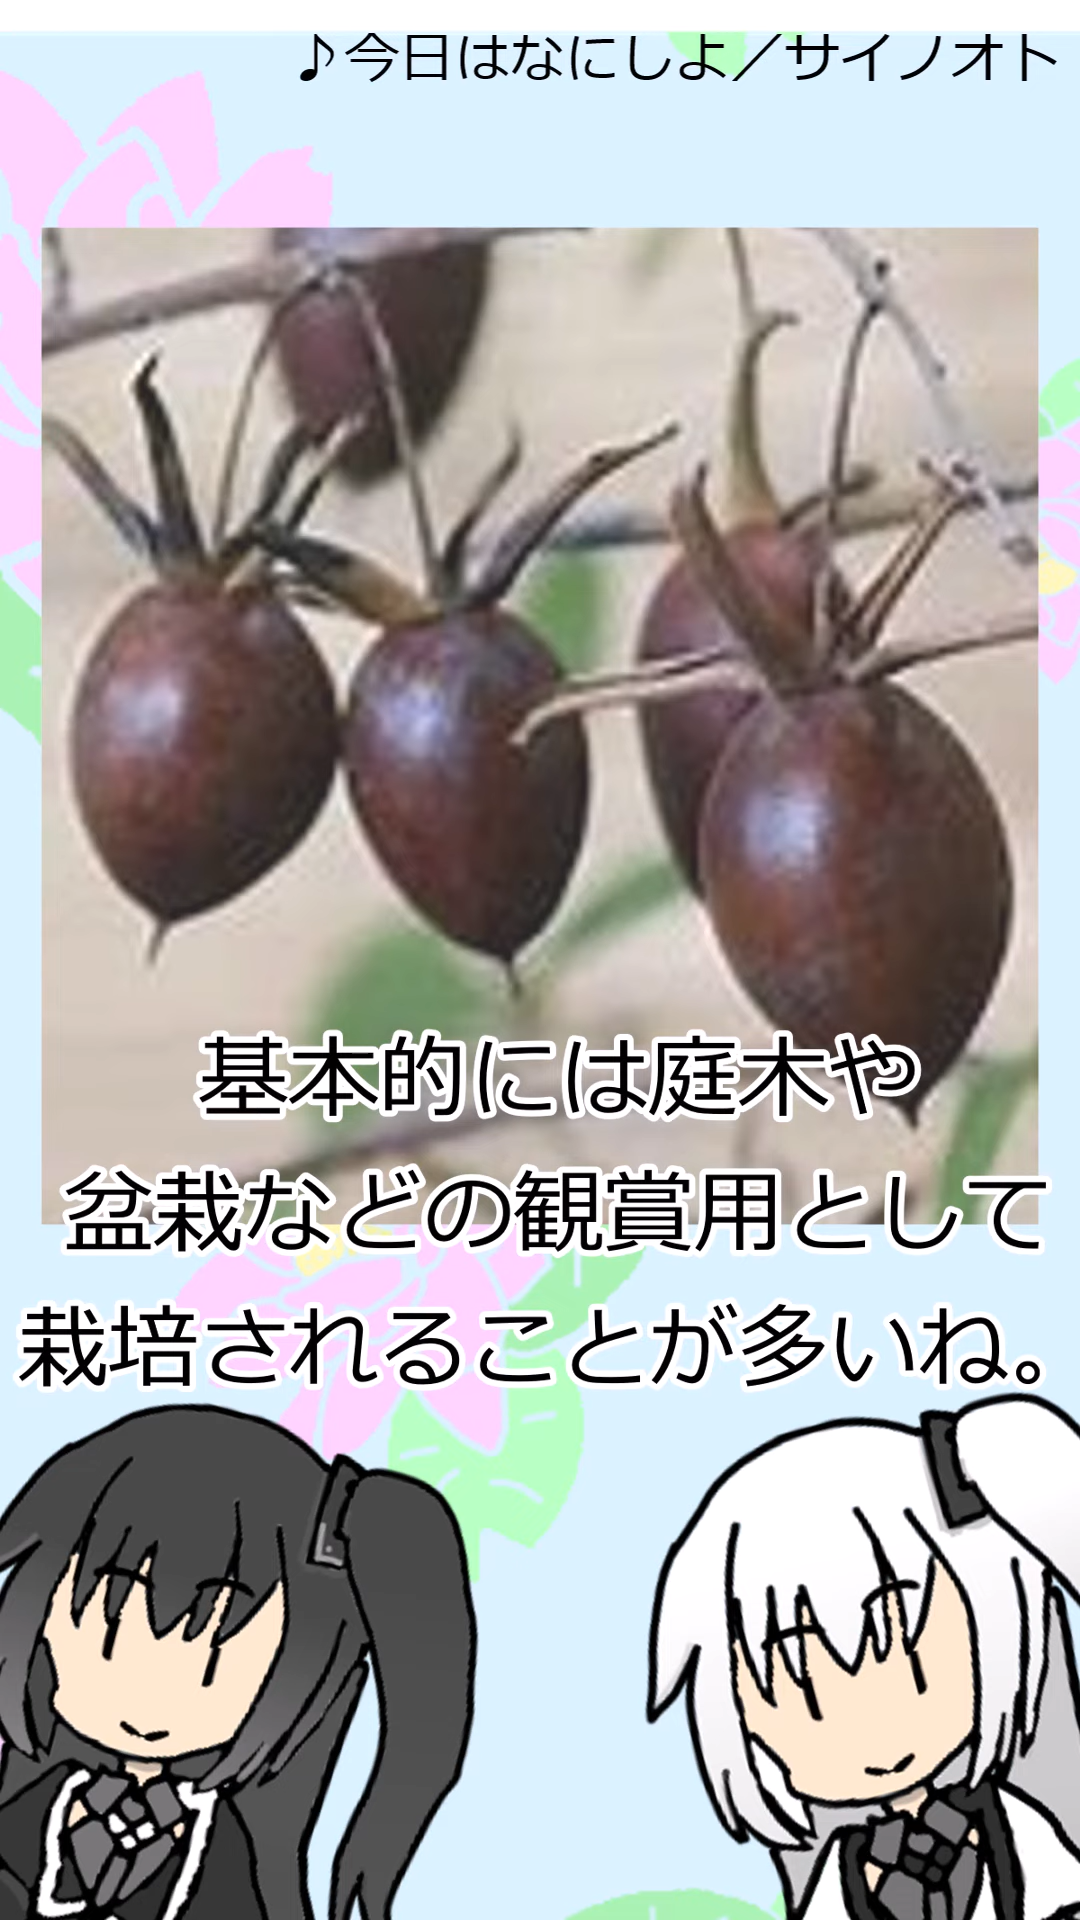 ♪今日はなにしよ／サイノオト
基本的には庭木や
盆栽などの観賞用として
栽培されることが多いね。